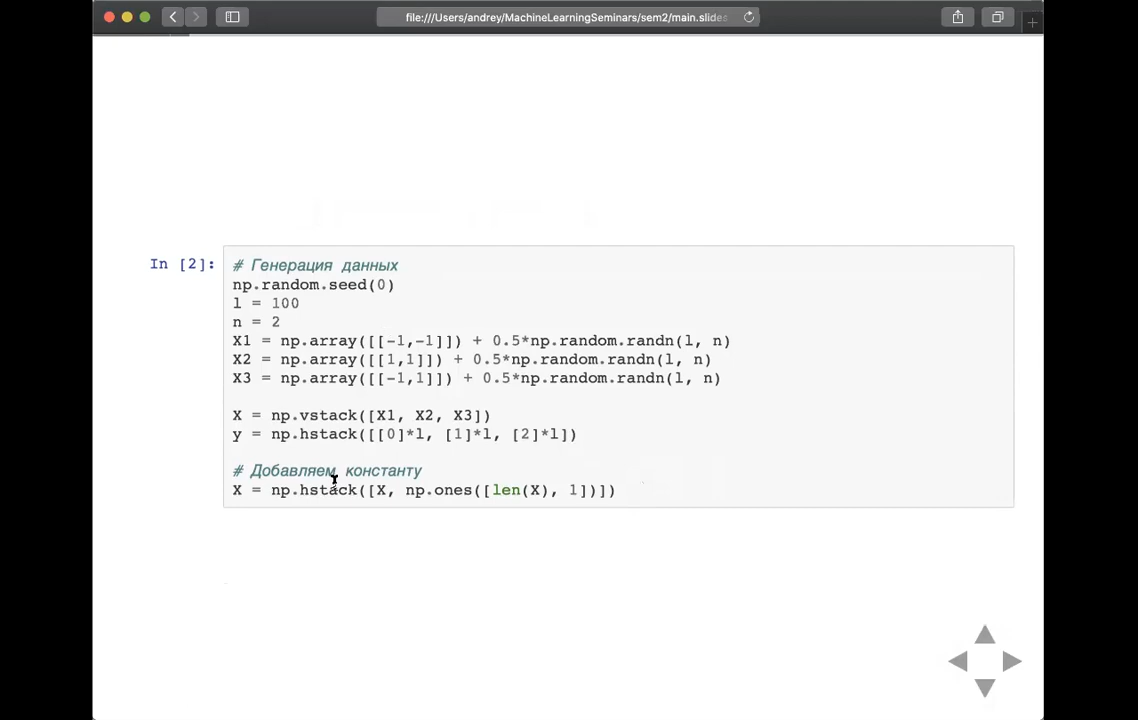 file:///Users/andrey/MachineLearningSeminars/sem2/main.slides
In [2]:
# Генерация данных
np.random.seed(0)
l = 100
n = 2
X1 = np.array([[-1,-1]]) + 0.5*np.random.randn(l, n)
X2 = np.array([[1,1]]) + 0.5*np.random.randn(l, n)
X3 = np.array([[-1,1]]) + 0.5*np.random.randn(l, n)
X = np.vstack([X1, X2, X3])
y = np.hstack([[0]*l, [1]*l, [2]*l])
# Добавляем константу
X = np.hstack([X, np.ones([len(X), 1])])